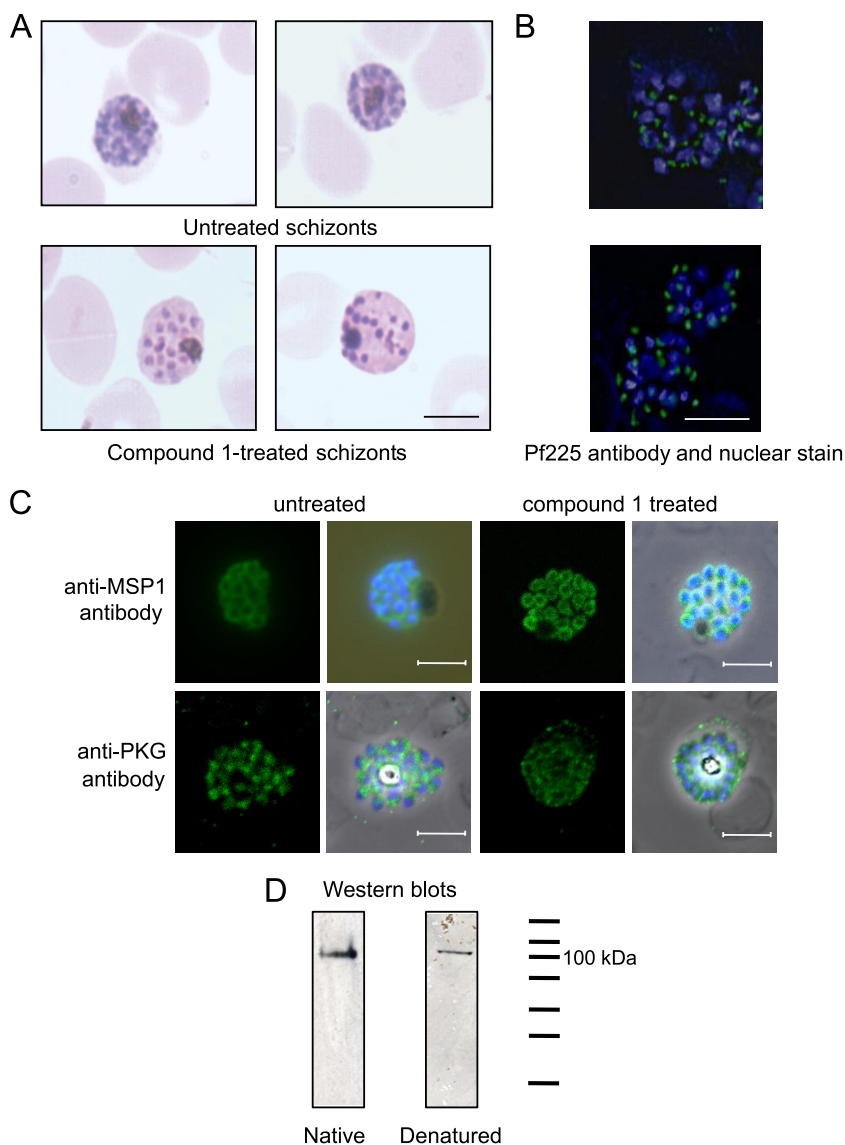 A
B
Untreated schizonts
Compound 1-treated schizonts
Pf225 antibody and nuclear stain
C
untreated
compound 1 treated
anti-MSP1
antibody
anti-PKG
antibody
D
Western blots
100 kDa
Native
Denatured